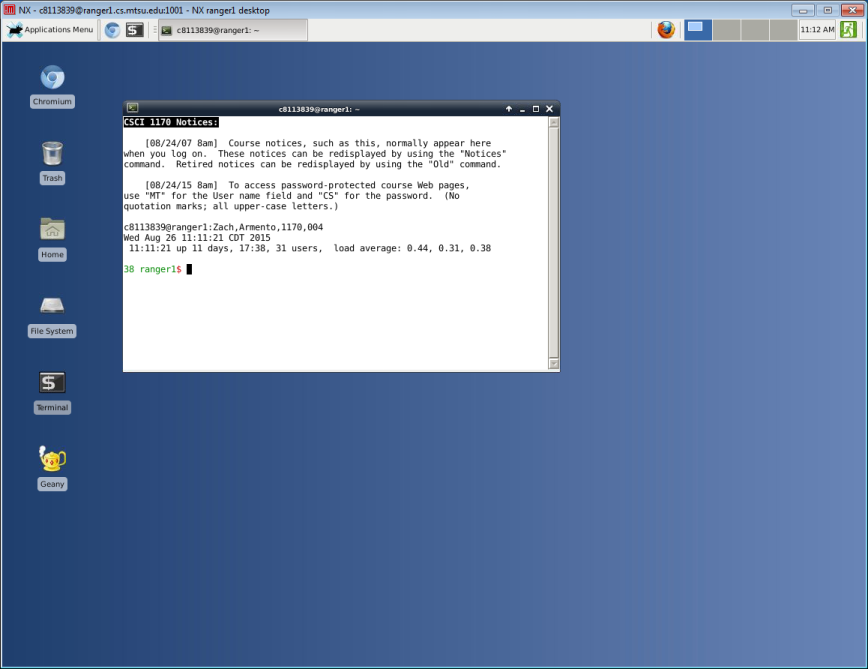 NX - c8113839@ranger1.cs.mtsu.edu:1001 - NX ranger1 desktop
Applications Menu
c8113839@ranger1: ~
11:12 AM
Chromium
Trash
Home
File System
Terminal
Geany
c8113839@ranger1: ~
CSCI 1170 Notices:
[08/24/07 8am]  Course notices, such as this, normally appear here
when you log on.  These notices can be redisplayed by using the "Notices"
command.  Retired notices can be redisplayed by using the "Old" command.
[08/24/15 8am]  To access password-protected course Web pages,
use "MT" for the User name field and "CS" for the password.  (No
quotation marks; all upper-case letters.)
c8113839@ranger1:Zach,Armento,1170,004
Wed Aug 26 11:11:21 CDT 2015
11:11:21 up 11 days, 17:38, 31 users,  load average: 0.44, 0.31, 0.38
38 ranger1$